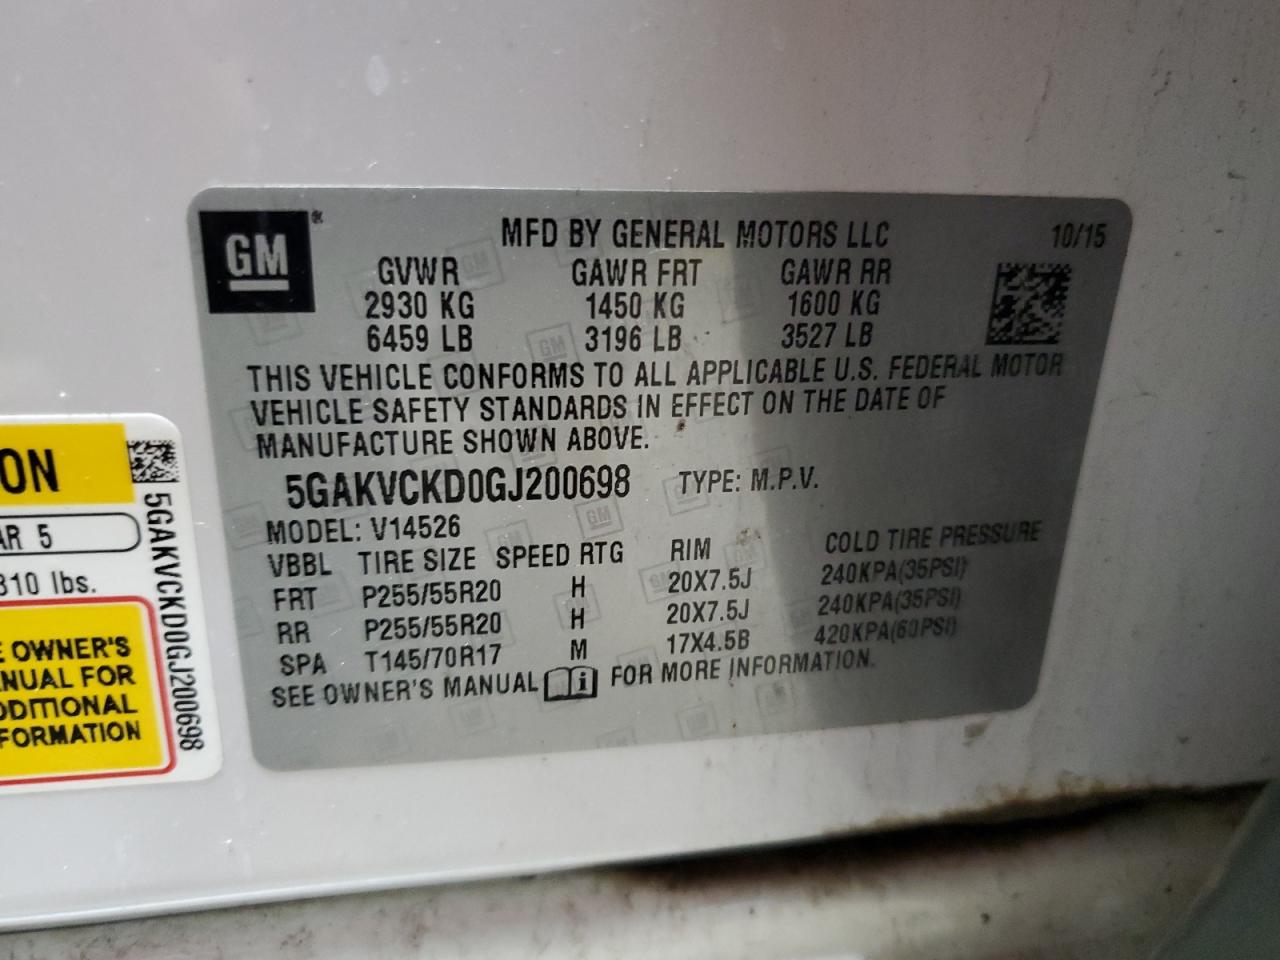 GM ®
MFD BY GENERAL MOTORS LLC 10/15
GVWR GAWR FRT GAWR RR
2930 KG 1450 KG 1600 KG
6459 LB 3196 LB 3527 LB
THIS VEHICLE CONFORMS TO ALL APPLICABLE U.S. FEDERAL MOTOR
VEHICLE SAFETY STANDARDS IN EFFECT ON THE DATE OF
MANUFACTURE SHOWN ABOVE.
5GAKVCKD0GJ200698 TYPE: M.P.V.
MODEL: V14526
VBBL TIRE SIZE SPEED RTG RIM COLD TIRE PRESSURE
FRT P255/55R20 H 20X7.5J 240KPA(35PSI)
RR P255/55R20 H 20X7.5J 240KPA(35PSI)
SPA T145/70R17 M 17X4.5B 420KPA(60PSI)
SEE OWNER'S MANUAL i FOR MORE INFORMATION.
ON
AR 5
310 lbs.
E OWNER'S
NUAL FOR
DDITIONAL
FORMATION
5GAKVCKD0GJ200698